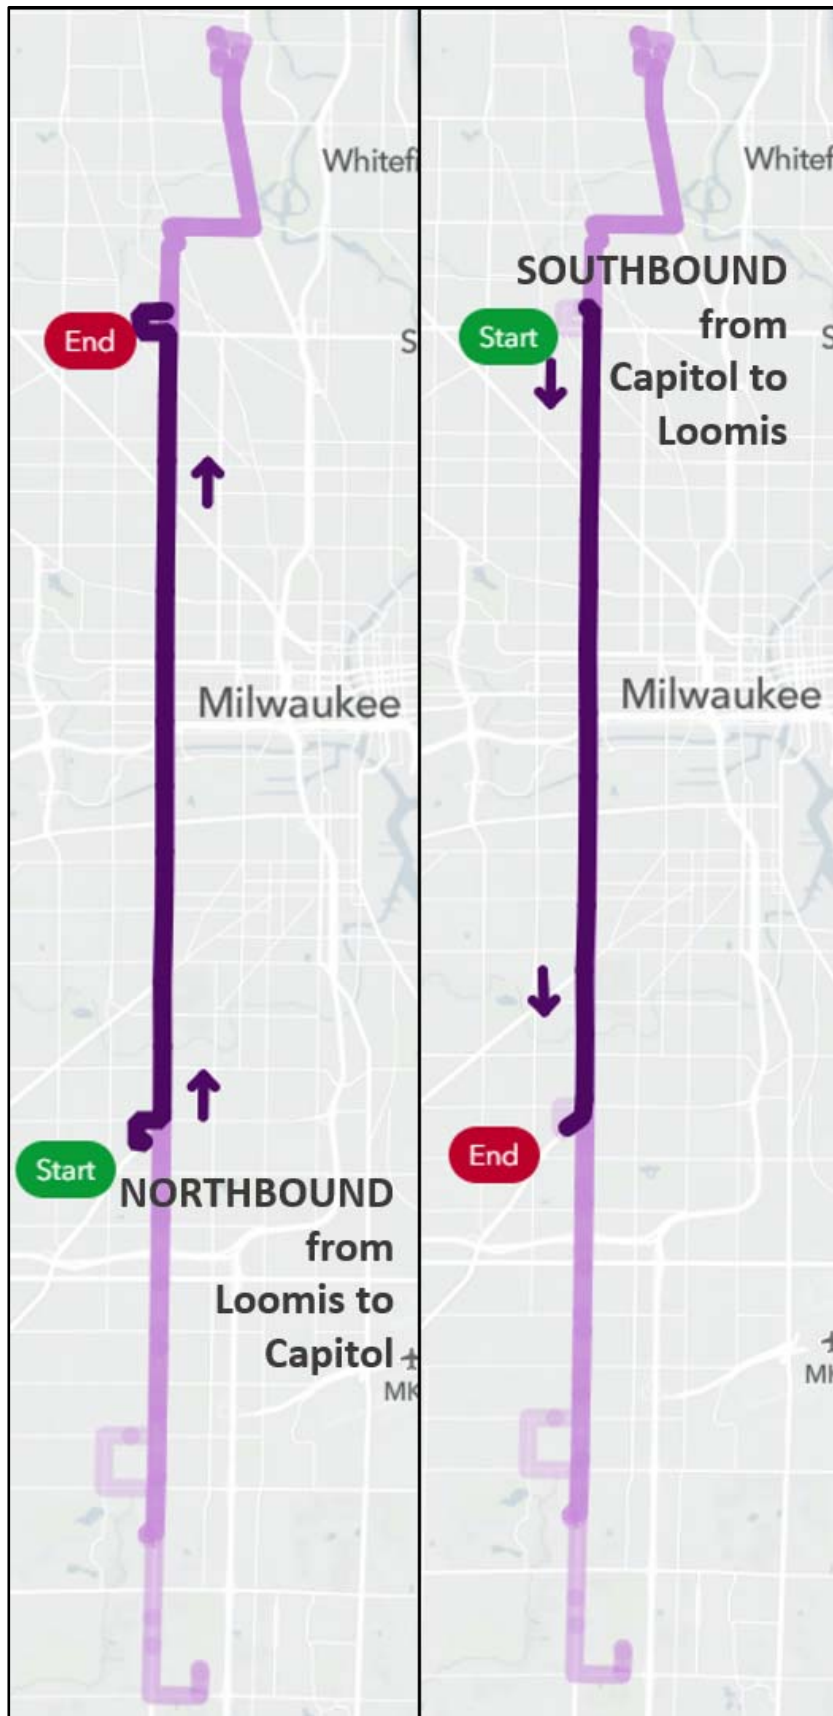 Whitef
End
S
Milwaukee
Start
NORTHBOUND
from
Loomis to
Capitol
MK
Whitef
SOUTHBOUND
from
Capitol to
Loomis
Start
S
Milwaukee
End
MK